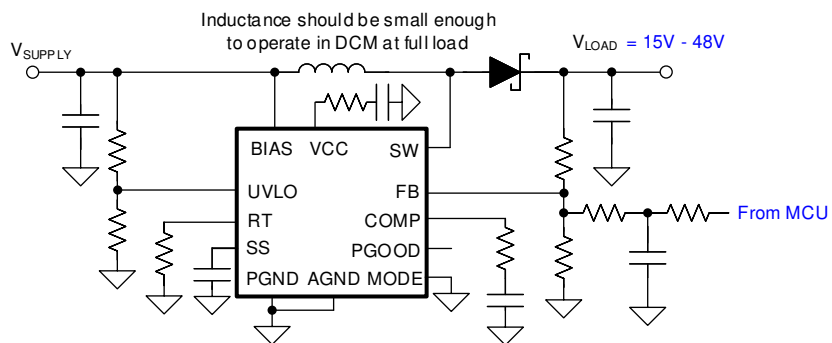 Inductance should be small enough
to operate in DCM at full load
VSUPPLY
VLOAD = 15V - 48V
BIAS
VCC
SW
UVLO
FB
RT
COMP
From MCU
SS
PGOOD
PGND
AGND
MODE